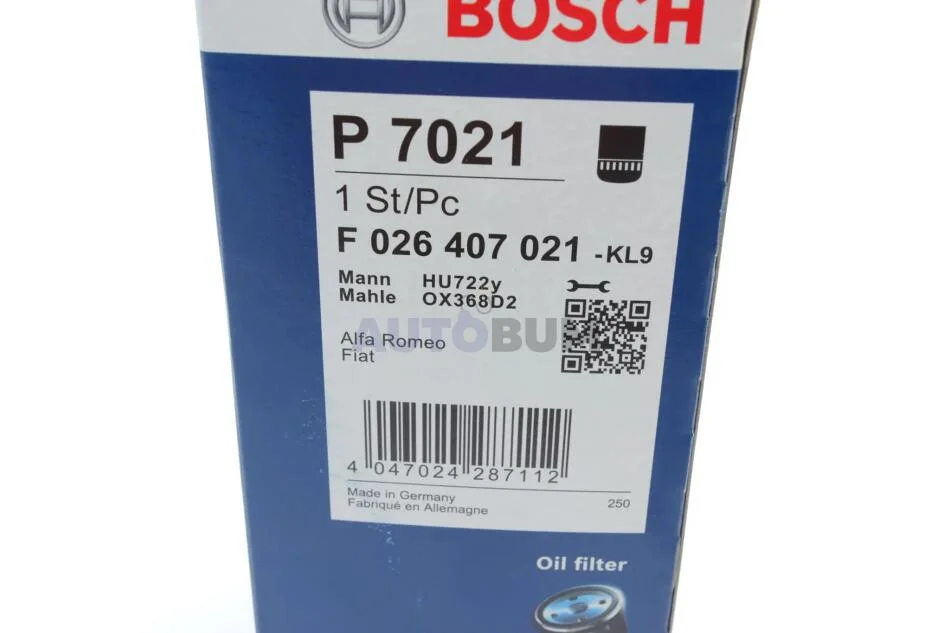 BOSCH
P 7021
1 St/Pc
F 026 407 021 -KL9
Mann HU722y
Mahle OX368D2
Alfa Romeo
Fiat
4 047024 287112
Made in Germany
Fabriqué en Allemagne
250
Oil filter